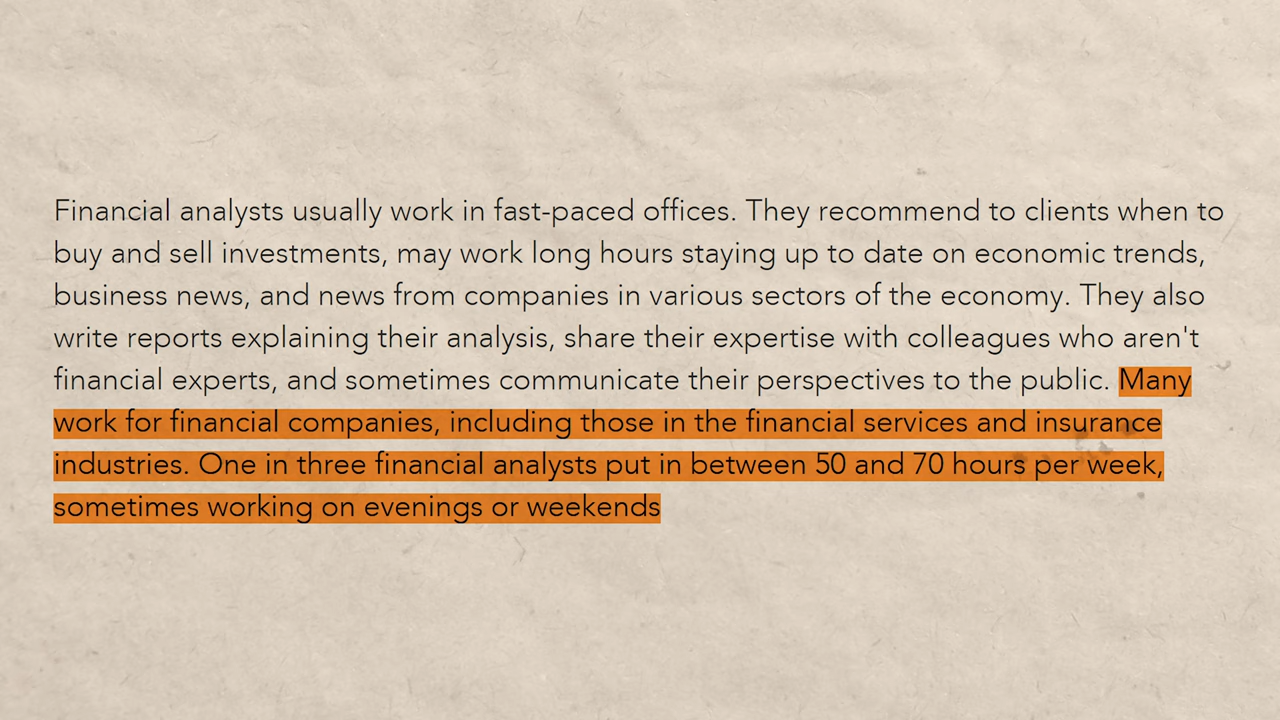 Financial analysts usually work in fast-paced offices. They recommend to clients when to
buy and sell investments, may work long hours staying up to date on economic trends,
business news, and news from companies in various sectors of the economy. They also
write reports explaining their analysis, share their expertise with colleagues who aren't
financial experts, and sometimes communicate their perspectives to the public. Many
work for financial companies, including those in the financial services and insurance
industries. One in three financial analysts put in between 50 and 70 hours per week,
sometimes working on evenings or weekends